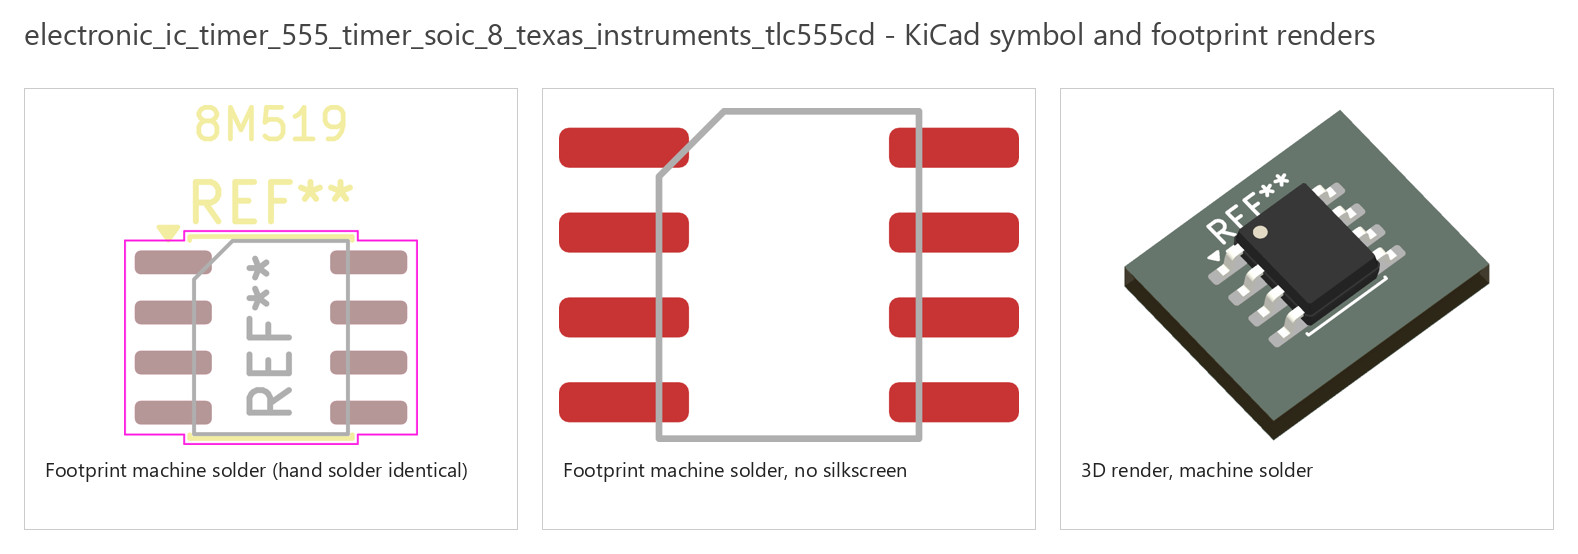 electronic_ic_timer_555_timer_soic_8_texas_instruments_tlc555cd - KiCad symbol and footprint renders
8M519
REF**
REF**
Footprint machine solder (hand solder identical)
Footprint machine solder, no silkscreen
REF**
3D render, machine solder